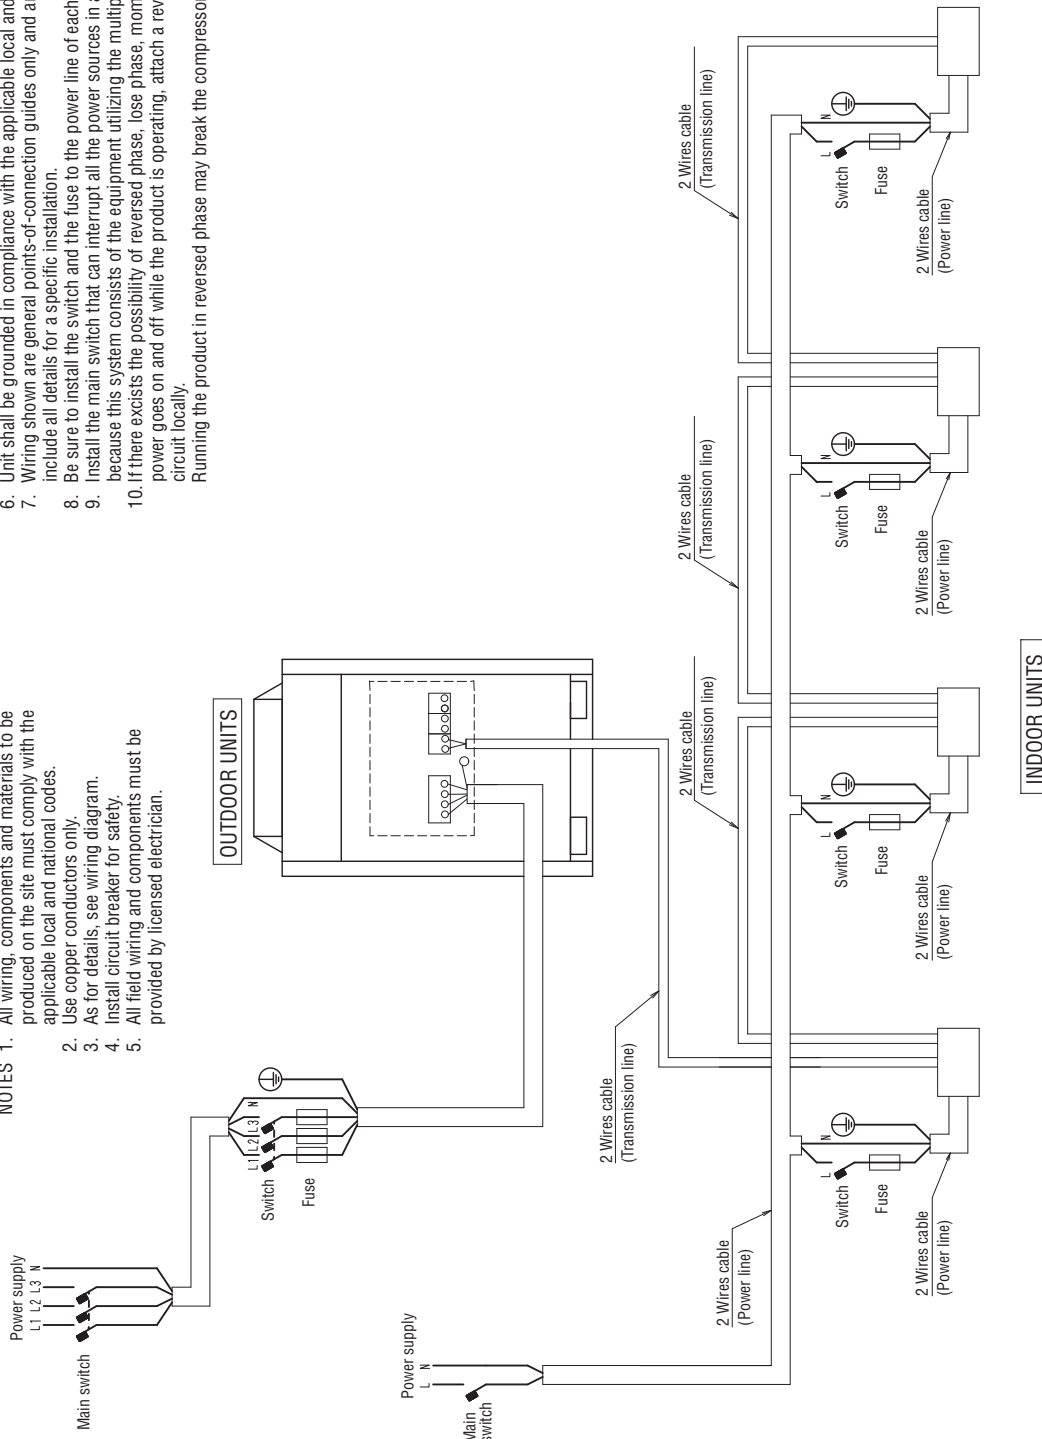 NOTES 1. All wiring, components and materials to be
produced on the site must comply with the
applicable local and national codes.
2. Use copper conductors only.
3. As for details, see wiring diagram.
4. Install circuit breaker for safety.
5. All field wiring and components must be
provided by licensed electrician.
6. Unit shall be grounded in compliance with the applicable local and
7. Wiring shown are general points-of-connection guides only and a
include all details for a specific installation.
8. Be sure to install the switch and the fuse to the power line of each
9. Install the main switch that can interrupt all the power sources in a
because this system consists of the equipment utilizing the multip
10. If there excists the possibility of reversed phase, lose phase, mom
power goes on and off while the product is operating, attach a rev
circuit locally.
Running the product in reversed phase may break the compressor
Power supply
L1 L2 L3 N
Main switch
L1 L2 L3 N
Switch
Fuse
OUTDOOR UNITS
Power supply
L N
Main
switch
2 Wires cable
(Transmission line)
2 Wires cable
(Power line)
2 Wires cable
(Transmission line)
2 Wires cable
(Transmission line)
2 Wires cable
(Transmission line)
L N
Switch
Fuse
2 Wires cable
(Power line)
L N
Switch
Fuse
2 Wires cable
(Power line)
L N
Switch
Fuse
2 Wires cable
(Power line)
L N
Switch
Fuse
2 Wires cable
(Power line)
INDOOR UNITS